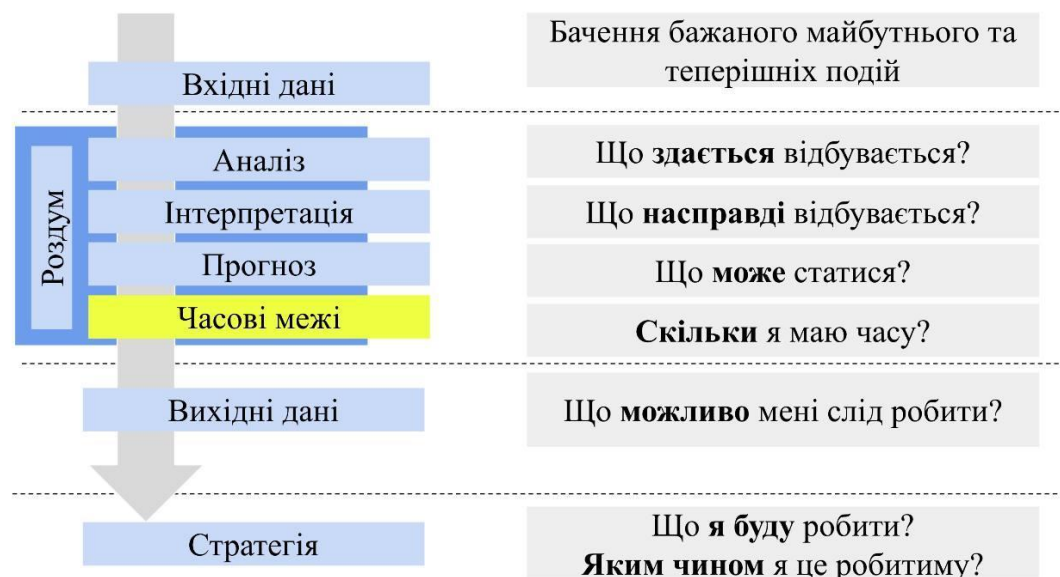 Бачення бажаного майбутнього та
теперішніх подій
Вхідні дані
Роздум
Аналіз
Що здається відбувається?
Інтерпретація
Що насправді відбувається?
Прогноз
Що може статися?
Часові межі
Скільки я маю часу?
Вихідні дані
Що можливо мені слід робити?
Стратегія
Що я буду робити?
Яким чином я це робитиму?